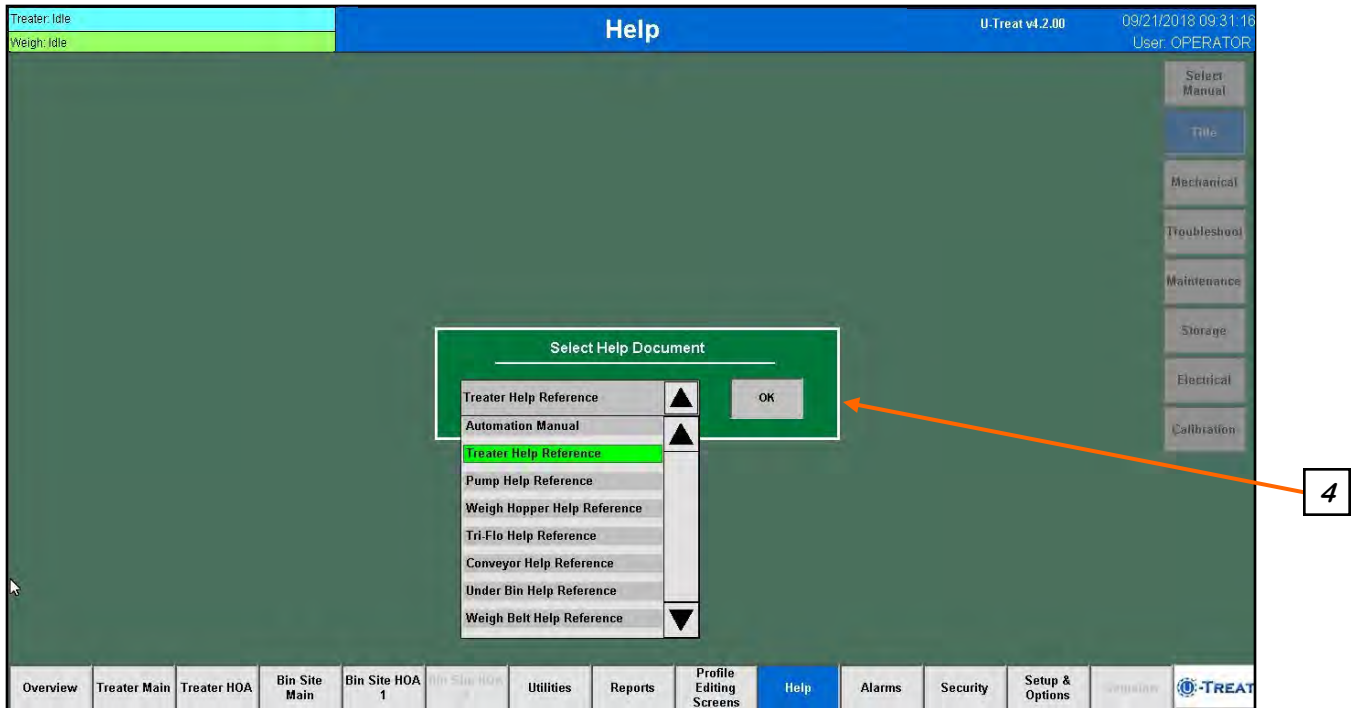 Treater: Idle
Weigh: Idle
Help
U-Treat v4.2.00
09/21/2018 09:31:16
User: OPERATOR
Select
Manual
Title
Mechanical
Troubleshoot
Maintenance
Storage
Electrical
Calibration
Select Help Document
Treater Help Reference
OK
Automation Manual
Treater Help Reference
Pump Help Reference
Weigh Hopper Help Reference
Tri-Flo Help Reference
Conveyor Help Reference
Under Bin Help Reference
Weigh Belt Help Reference
4
Overview
Treater Main
Treater HOA
Bin Site
Main
Bin Site HOA
1
Bin Site HOA
Utilities
Reports
Profile
Editing
Screens
Help
Alarms
Security
Setup &
Options
U-TREAT